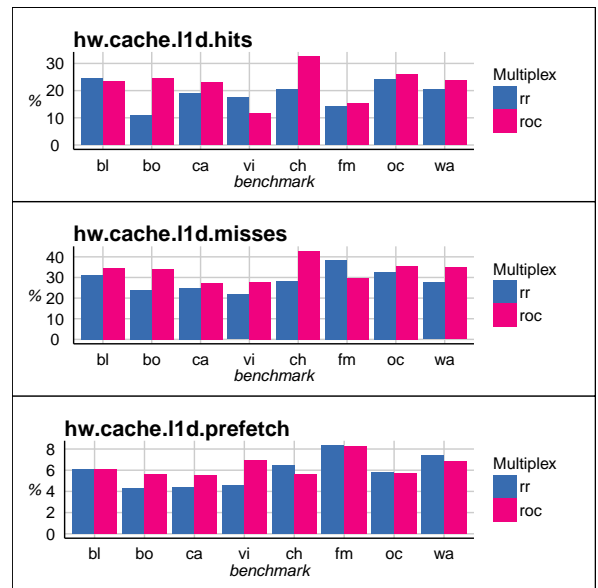 hw.cache.l1d.hits
30
20
10
0
%
bl bo ca vi ch fm oc wa
benchmark
Multiplex
rr
roc
hw.cache.l1d.misses
40
30
20
10
0
%
bl bo ca vi ch fm oc wa
benchmark
Multiplex
rr
roc
hw.cache.l1d.prefetch
8
6
4
2
0
%
bl bo ca vi ch fm oc wa
benchmark
Multiplex
rr
roc